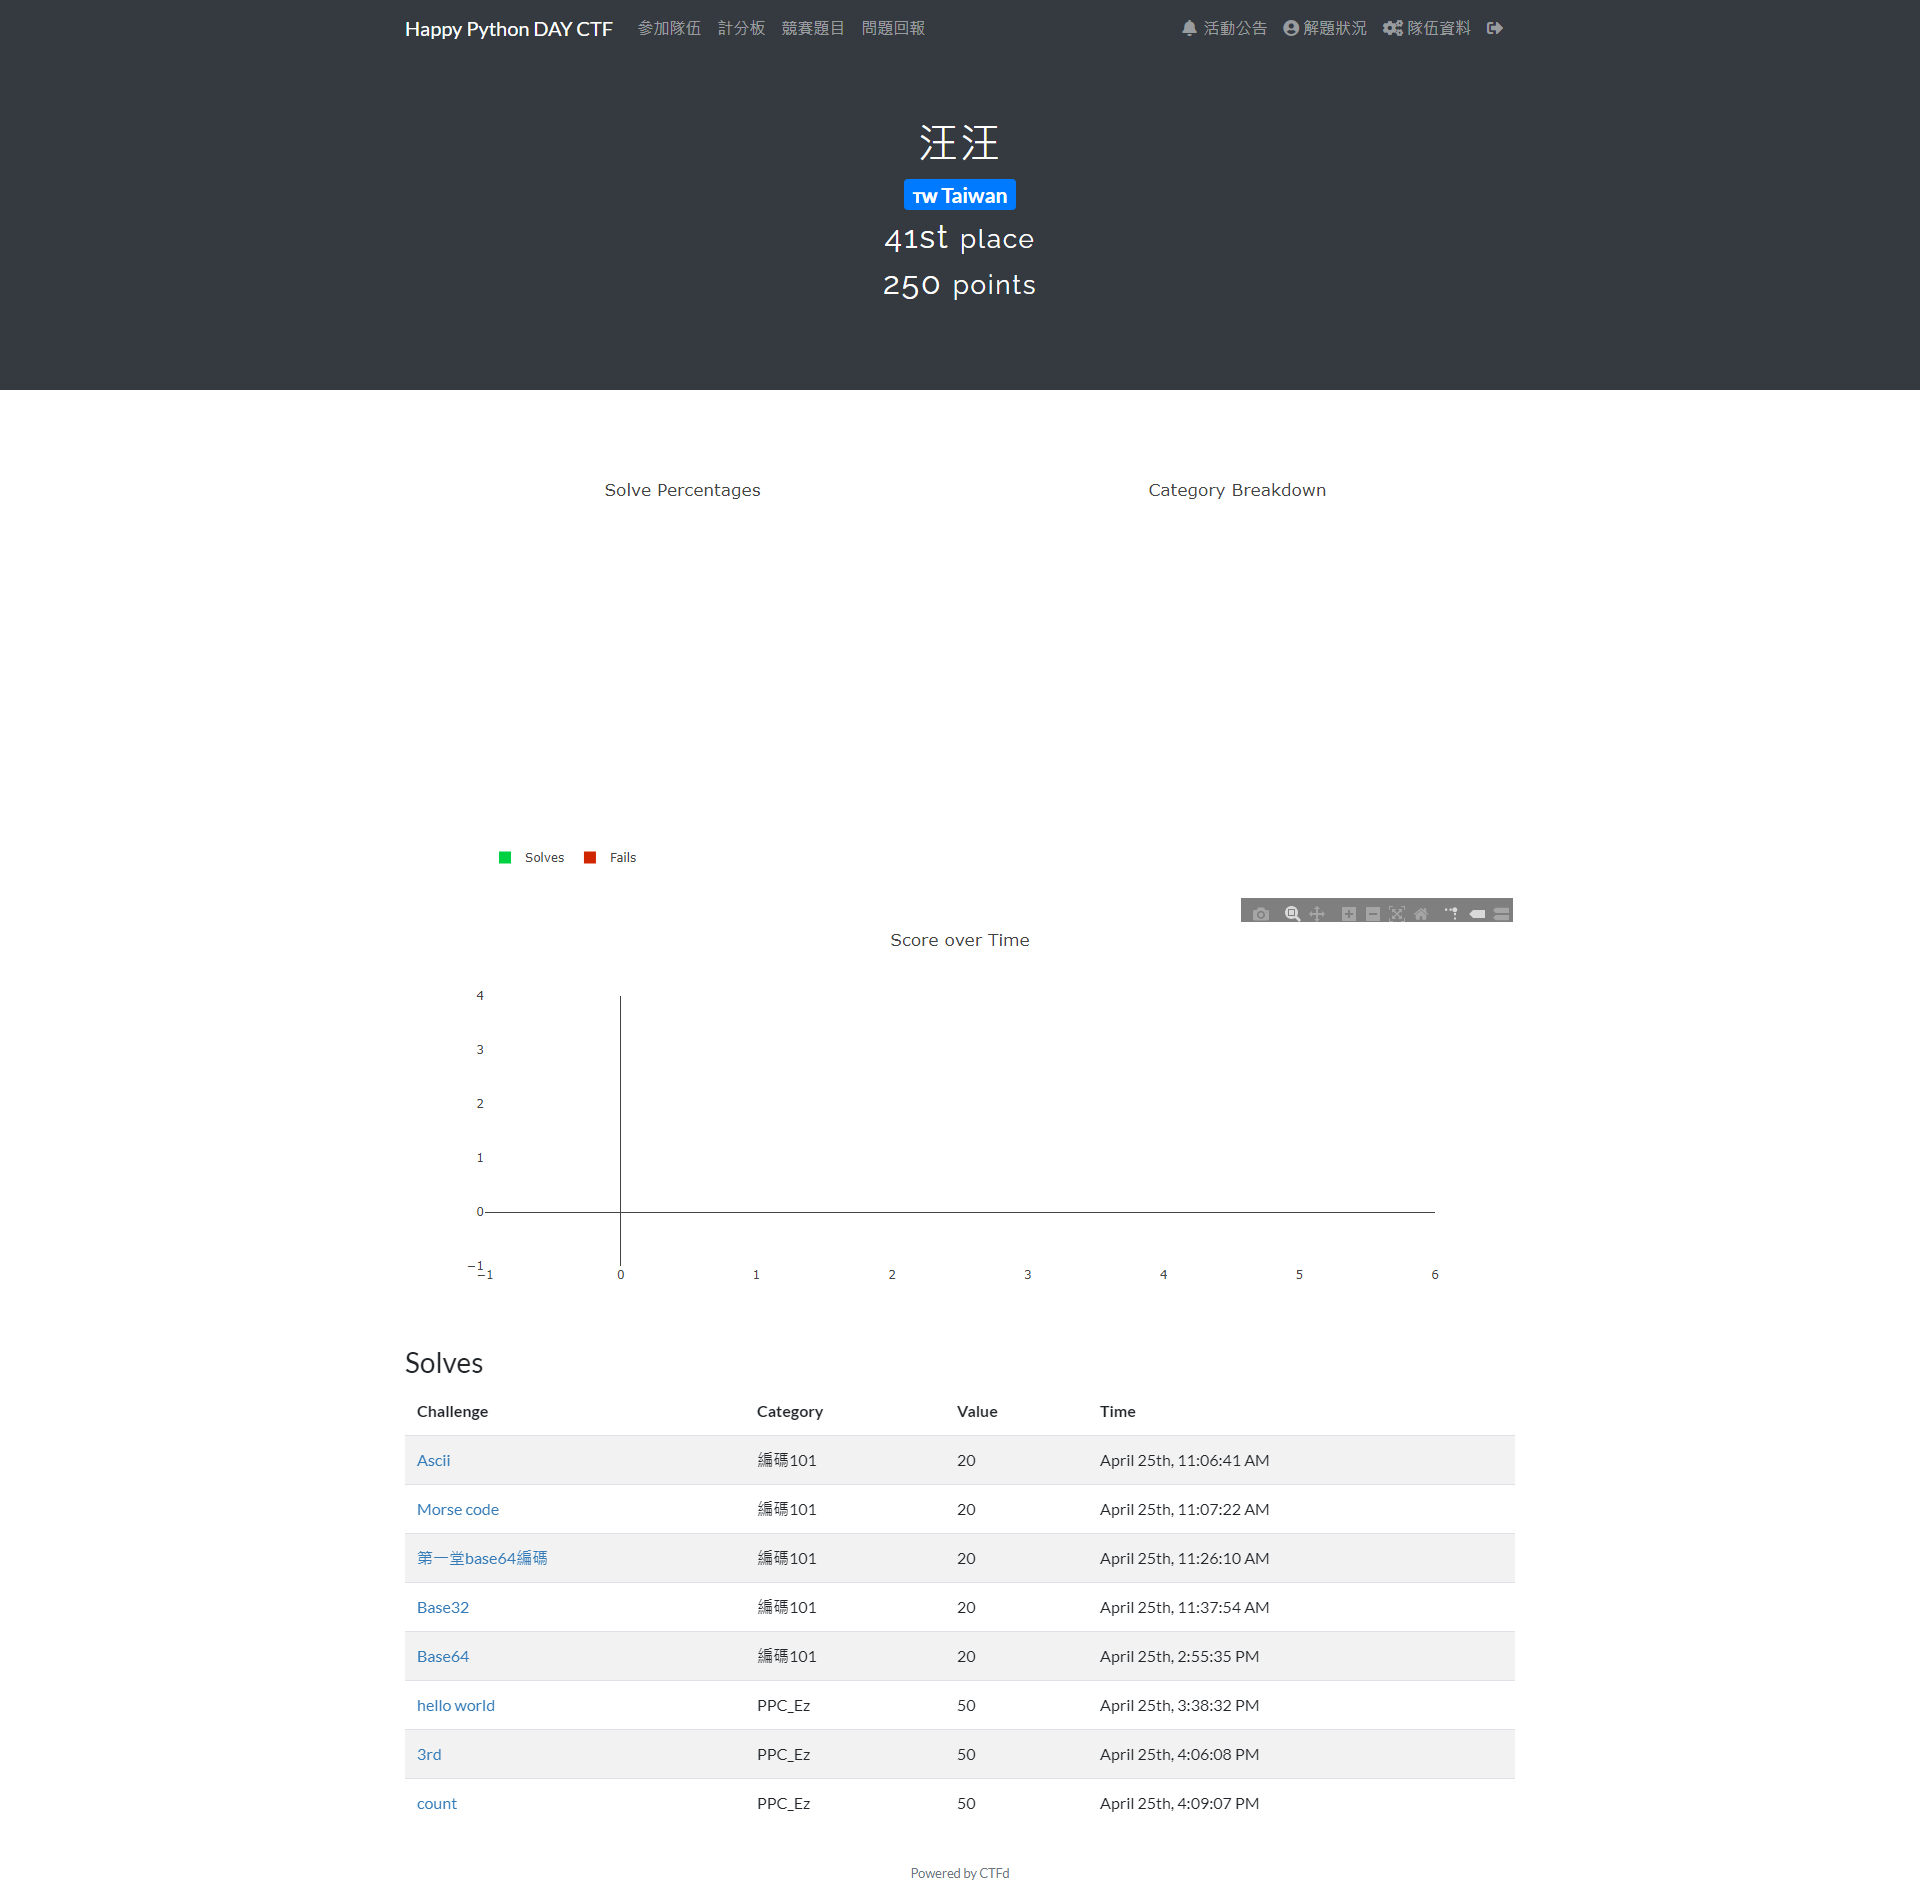 Happy Python DAY CTF 參加隊伍 計分板 競賽題目 問題回報 活動公告 解題狀況 隊伍資料
汪汪
TW Taiwan
41st place
250 points
Solve Percentages Category Breakdown
Solves Fails
Score over Time
4
3
2
1
0
−1
−1 0 1 2 3 4 5 6
Solves
Challenge Category Value Time
Ascii 編碼101 20 April 25th, 11:06:41 AM
Morse code 編碼101 20 April 25th, 11:07:22 AM
第一堂base64編碼 編碼101 20 April 25th, 11:26:10 AM
Base32 編碼101 20 April 25th, 11:37:54 AM
Base64 編碼101 20 April 25th, 2:55:35 PM
hello world PPC_Ez 50 April 25th, 3:38:32 PM
3rd PPC_Ez 50 April 25th, 4:06:08 PM
count PPC_Ez 50 April 25th, 4:09:07 PM
Powered by CTFd